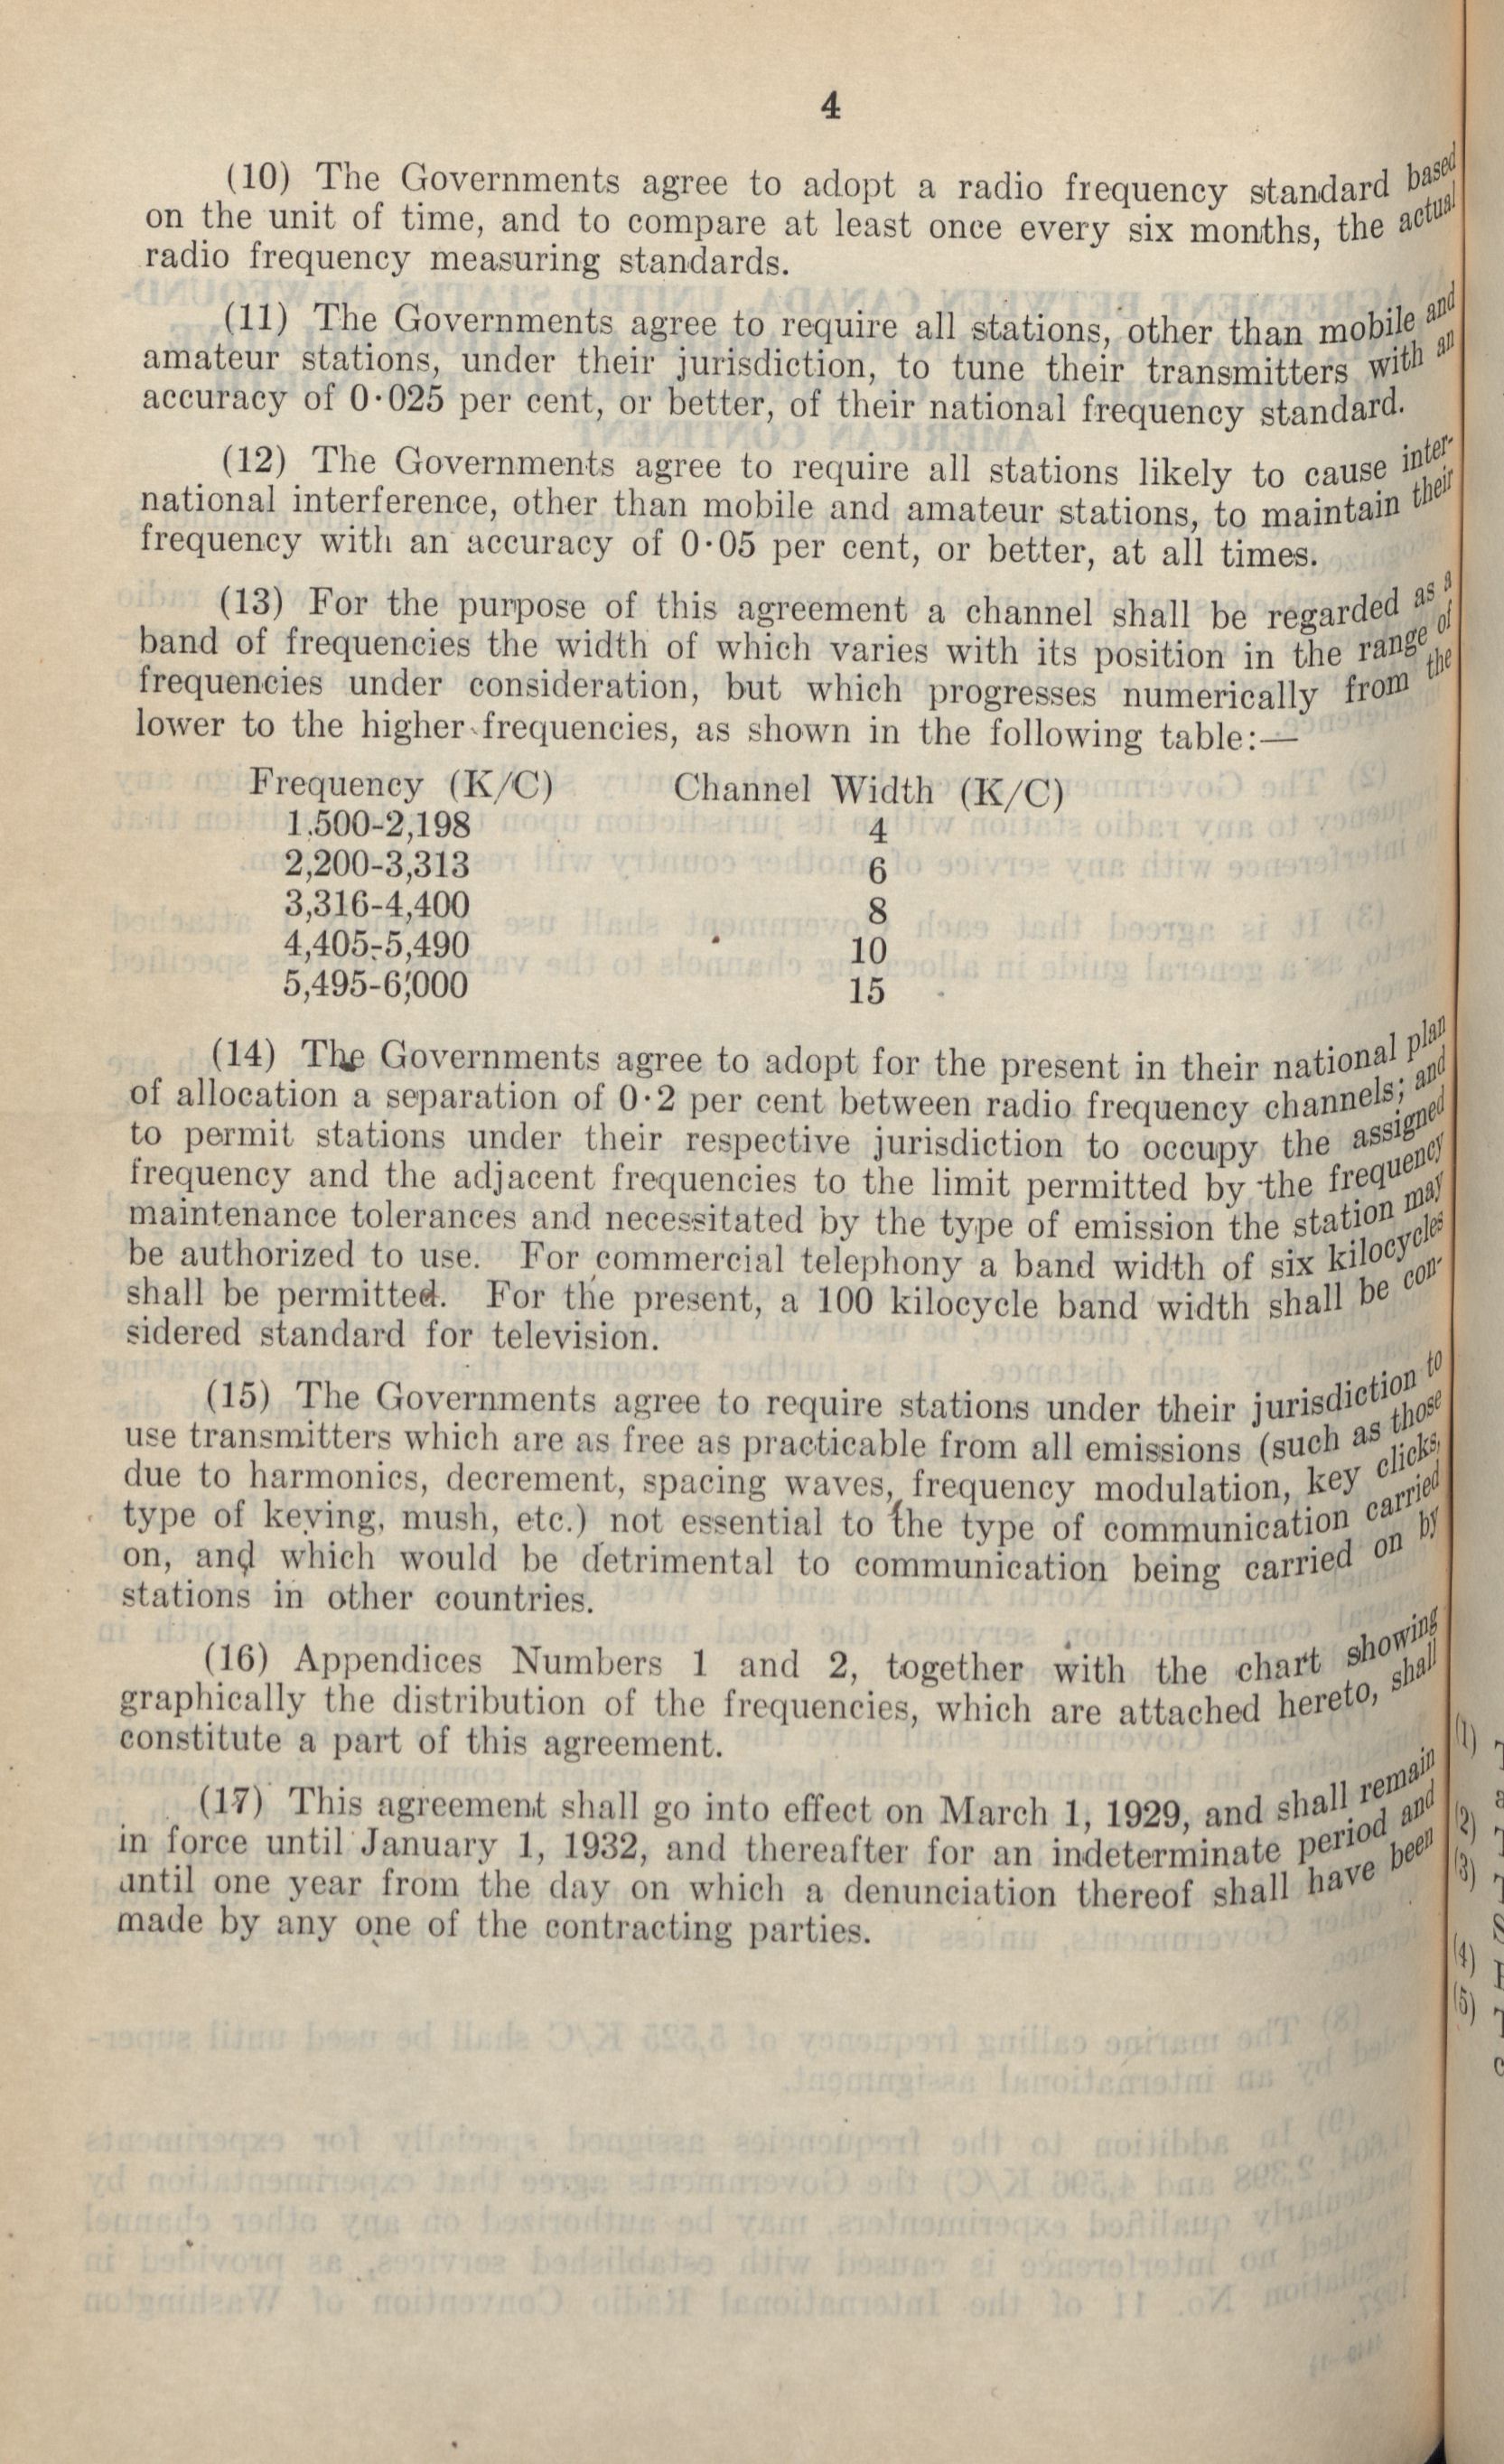 4
(10) The Governments agree to adopt a radio frequency standard based
on the unit of time, and to compare at least once every six months, the actual
radio frequency measuring standards.
(11) The Governments agree to require all stations, other than mobile and
amateur stations, under their jurisdiction, to tune their transmitters with an
accuracy of 0·025 per cent, or better, of their national frequency standard.
(12) The Governments agree to require all stations likely to cause inter-
national interference, other than mobile and amateur stations, to maintain their
frequency with an accuracy of 0·05 per cent, or better, at all times.
(13) For the purpose of this agreement a channel shall be regarded as a
band of frequencies the width of which varies with its position in the range of
frequencies under consideration, but which progresses numerically from the
lower to the higher frequencies, as shown in the following table:—
Frequency (K/C) Channel Width (K/C)
1.500-2,198 4
2,200-3,313 6
3,316-4,400 8
4,405-5,490 10
5,495-6,000 15
(14) The Governments agree to adopt for the present in their national plan
of allocation a separation of 0·2 per cent between radio frequency channels; and
to permit stations under their respective jurisdiction to occupy the assigned
frequency and the adjacent frequencies to the limit permitted by the frequency
maintenance tolerances and necessitated by the type of emission the station may
be authorized to use. For commercial telephony a band width of six kilocycles
shall be permitted. For the present, a 100 kilocycle band width shall be con-
sidered standard for television.
(15) The Governments agree to require stations under their jurisdiction to
use transmitters which are as free as practicable from all emissions (such as those
due to harmonics, decrement, spacing waves, frequency modulation, key clicks,
type of keying, mush, etc.) not essential to the type of communication carried
on, and which would be detrimental to communication being carried on by
stations in other countries.
(16) Appendices Numbers 1 and 2, together with the chart showing
graphically the distribution of the frequencies, which are attached hereto, shall
constitute a part of this agreement.
(17) This agreement shall go into effect on March 1, 1929, and shall remain
in force until January 1, 1932, and thereafter for an indeterminate period and
until one year from the day on which a denunciation thereof shall have been
made by any one of the contracting parties.
(1)
(2)
(3)
(4)
(5)